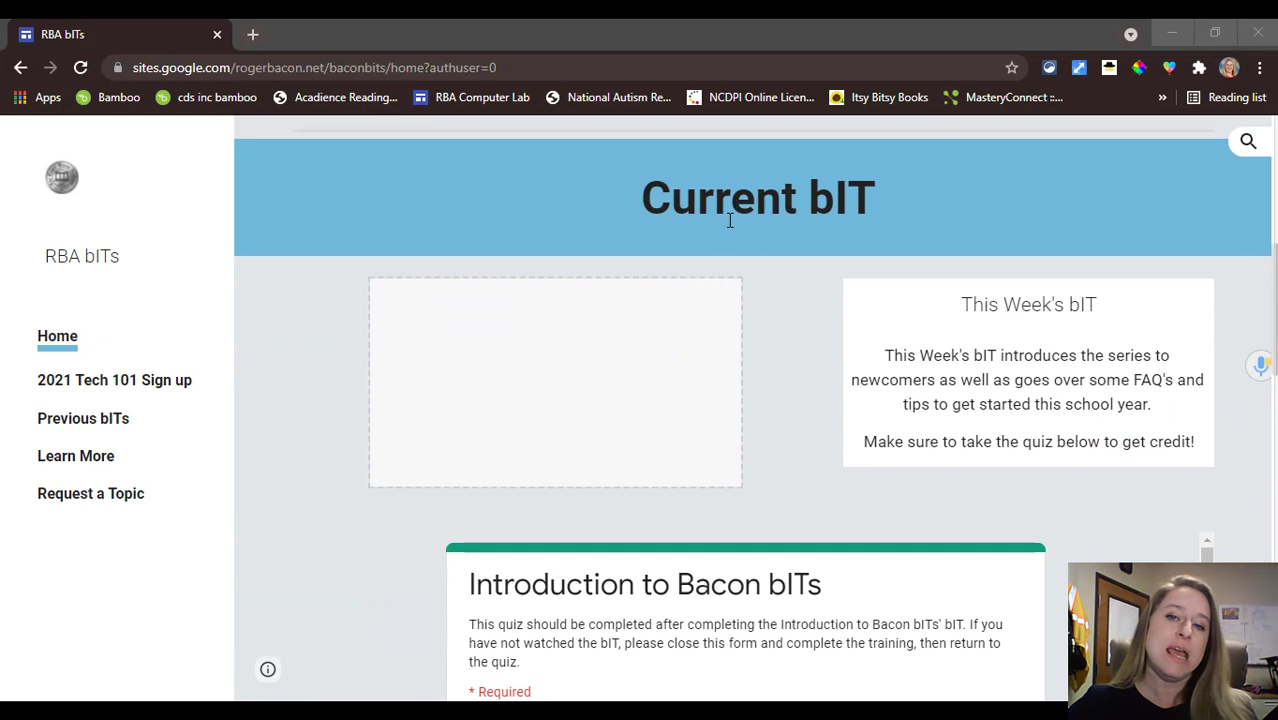 RBA bITs
sites.google.com/rogerbacon.net/baconbits/home?authuser=0
Apps
Bamboo
cds inc bamboo
Acadience Reading...
RBA Computer Lab
National Autism Re...
NCDPI Online Licen...
Itsy Bitsy Books
MasteryConnect ::...
»
Reading list
RBA bITs
Home
2021 Tech 101 Sign up
Previous bITs
Learn More
Request a Topic
Current bIT
This Week's bIT
This Week's bIT introduces the series to
newcomers as well as goes over some FAQ's and
tips to get started this school year.
Make sure to take the quiz below to get credit!
Introduction to Bacon bITs
This quiz should be completed after completing the Introduction to Bacon bITs' bIT. If you
have not watched the bIT, please close this form and complete the training, then return to
the quiz.
* Required